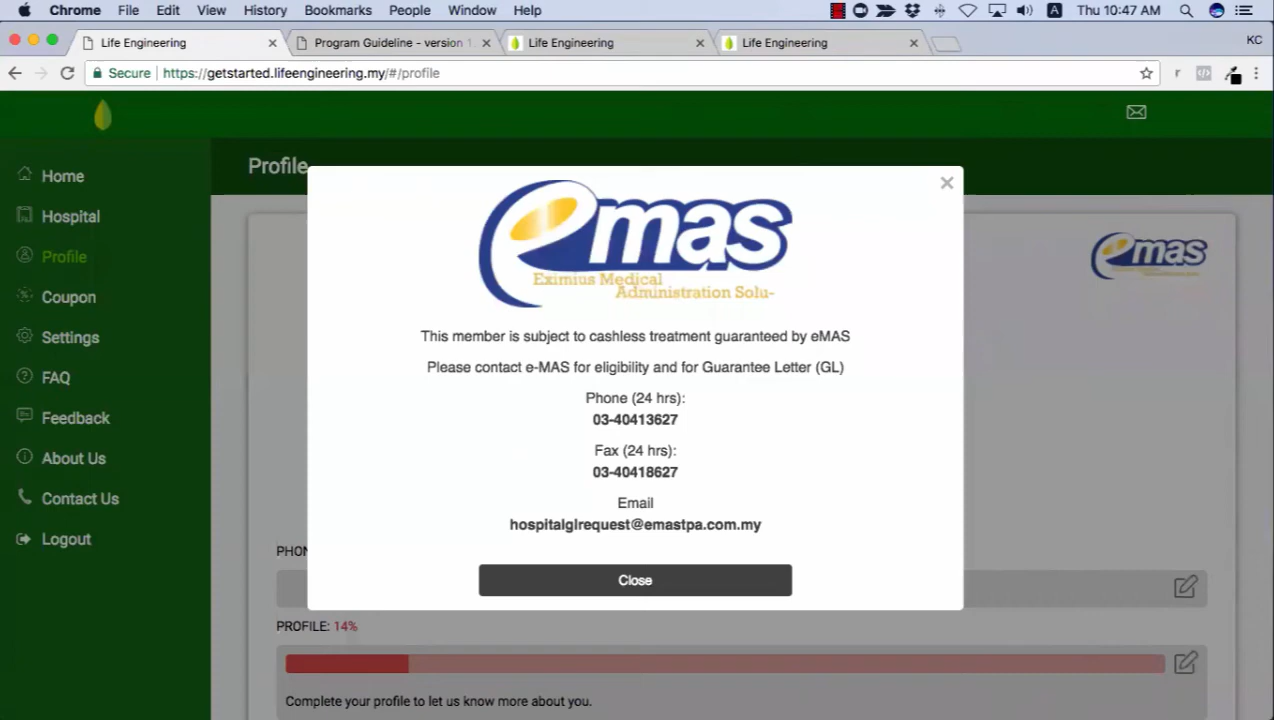 Chrome File Edit View History Bookmarks People Window Help Thu 10:47 AM
Life Engineering Program Guideline - version 1 Life Engineering Life Engineering KC
Secure https://getstarted.lifeengineering.my/#/profile
Home
Hospital
Profile
Coupon
Settings
FAQ
Feedback
About Us
Contact Us
Logout
Profile
emas
emas
Eximius Medical
Administration Solu-
This member is subject to cashless treatment guaranteed by eMAS
Please contact e-MAS for eligibility and for Guarantee Letter (GL)
Phone (24 hrs):
03-40413627
Fax (24 hrs):
03-40418627
Email
hospitalglrequest@emastpa.com.my
Close
PHON
PROFILE: 14%
Complete your profile to let us know more about you.